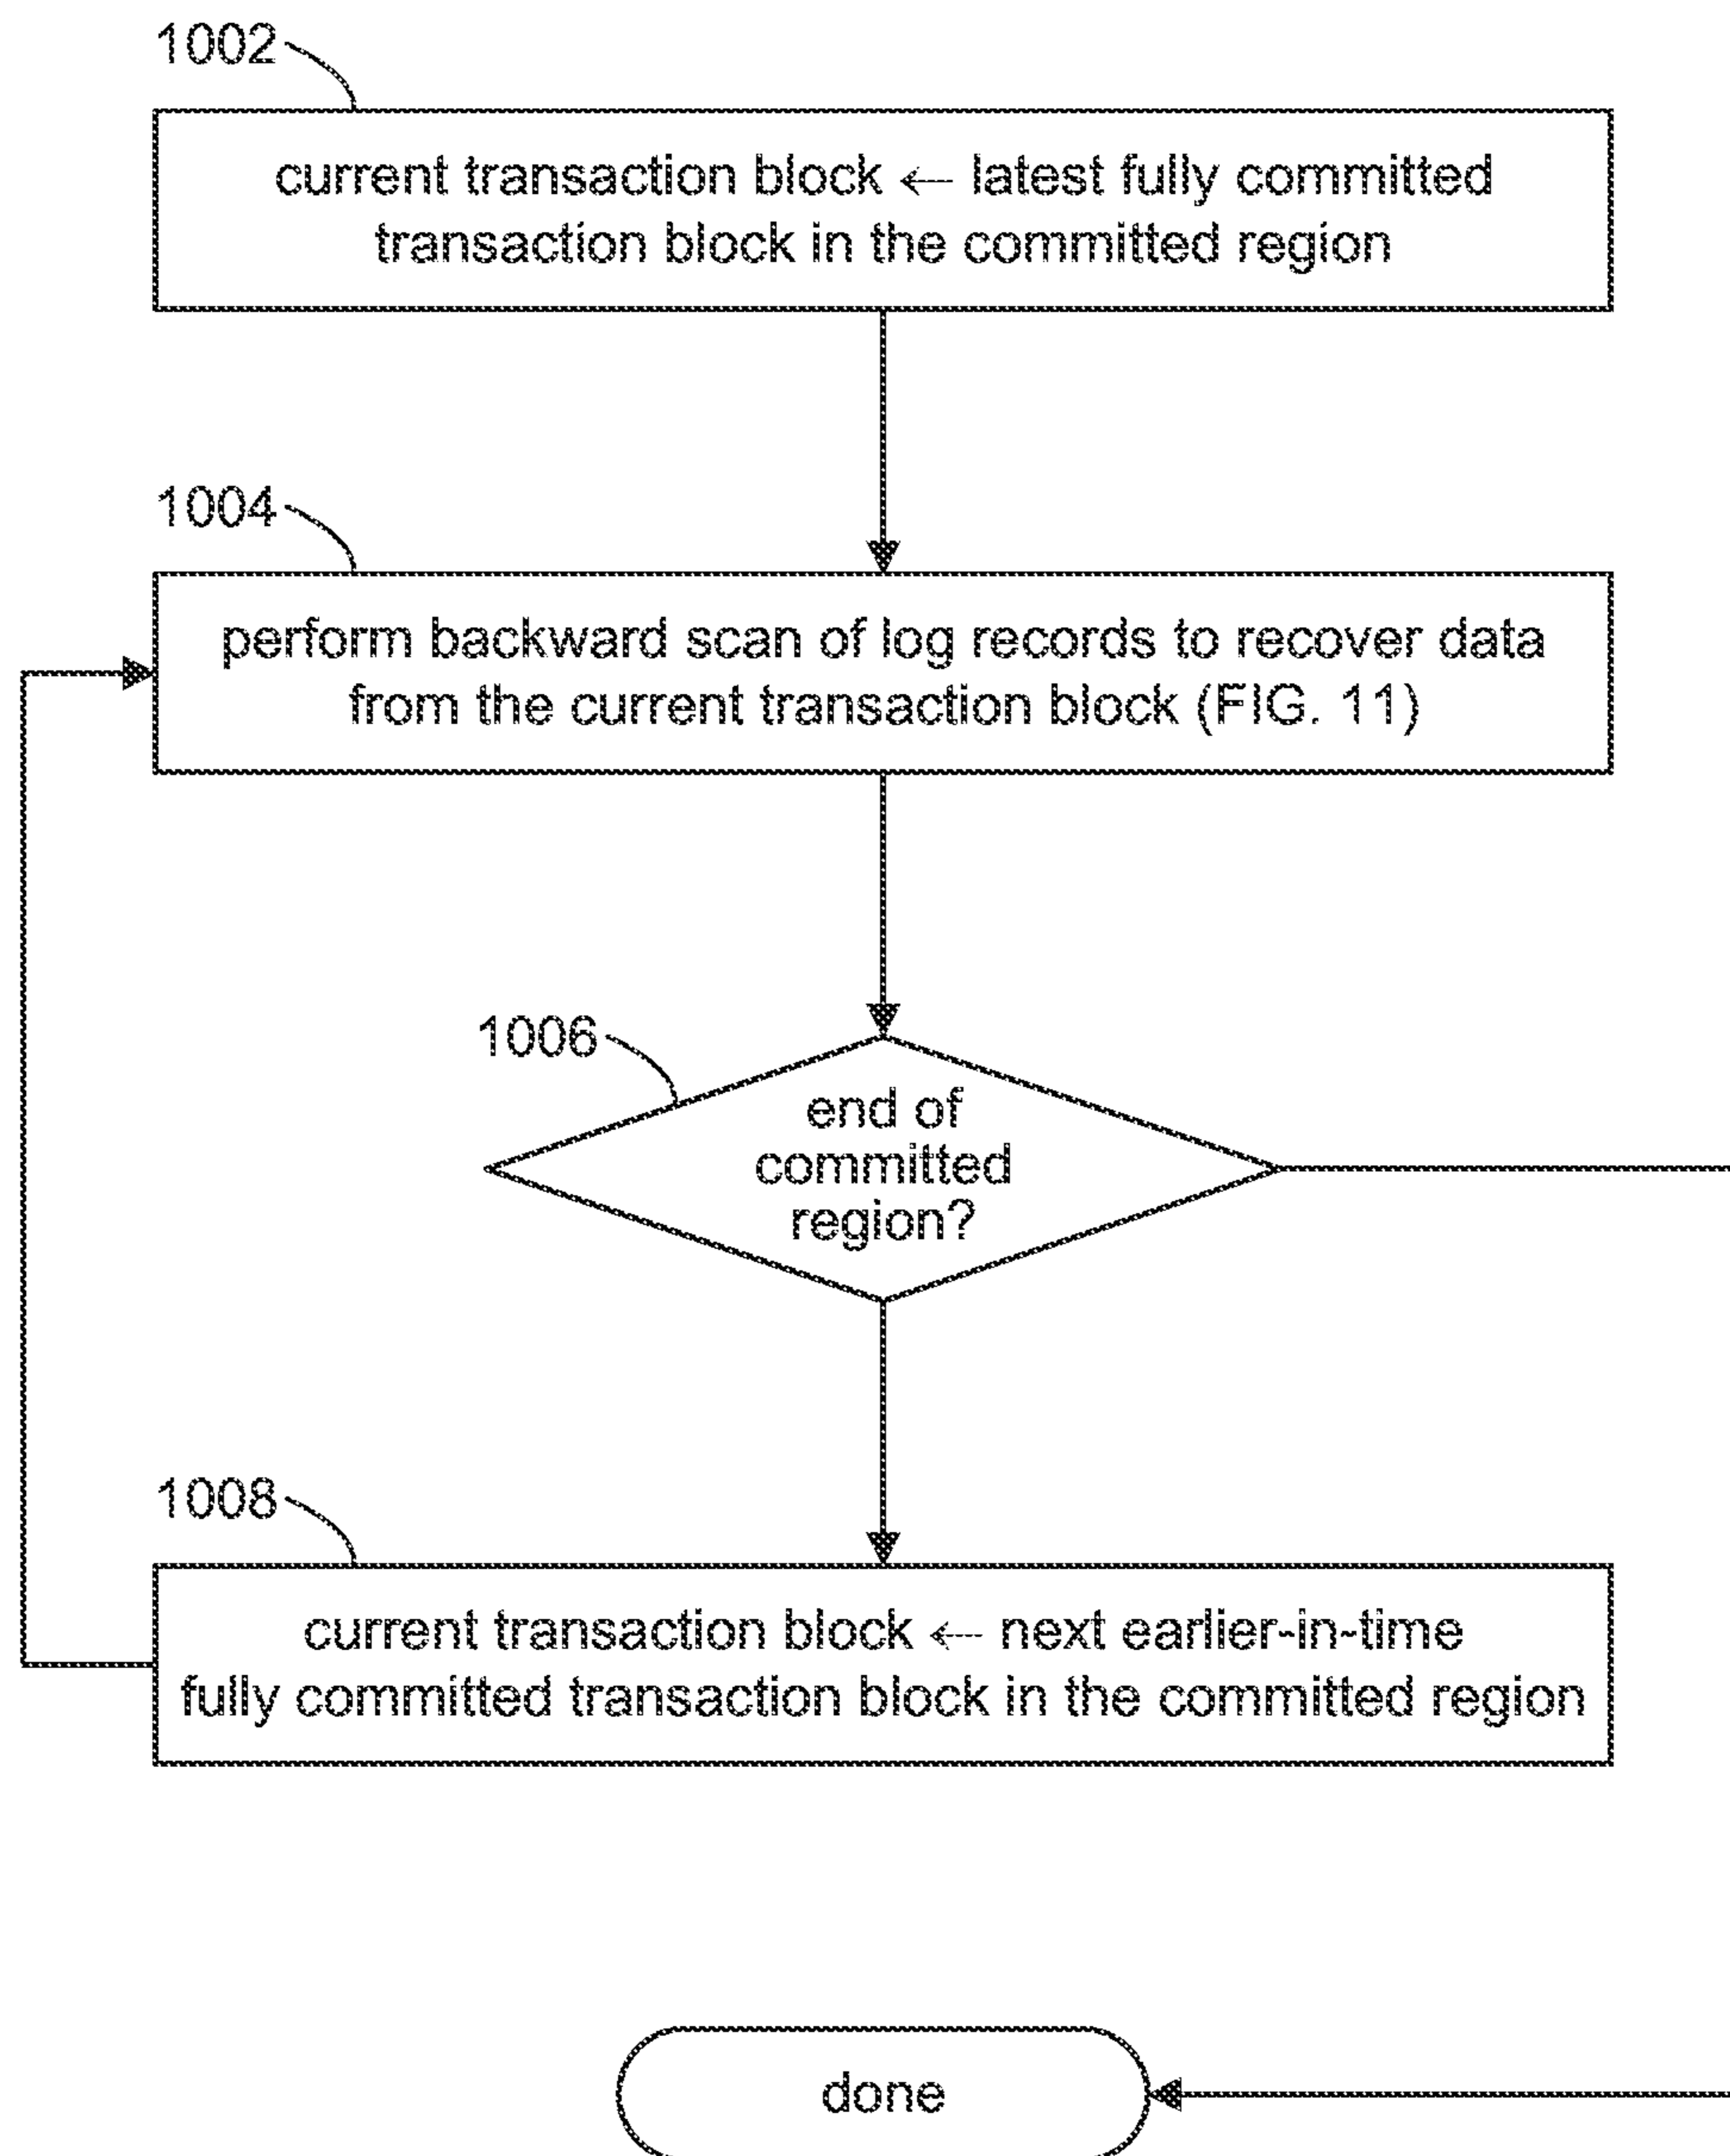 1002
current transaction block ← latest fully committed
transaction block in the committed region
1004
perform backward scan of log records to recover data
from the current transaction block (FIG. 11)
1006
end of
committed
region?
1008
current transaction block ← next earlier-in-time
fully committed transaction block in the committed region
done